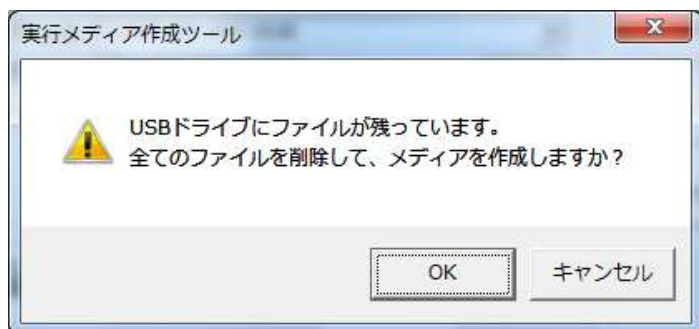 実行メディア作成ツール
USBドライブにファイルが残っています。
全てのファイルを削除して、メディアを作成しますか？
OK
キャンセル